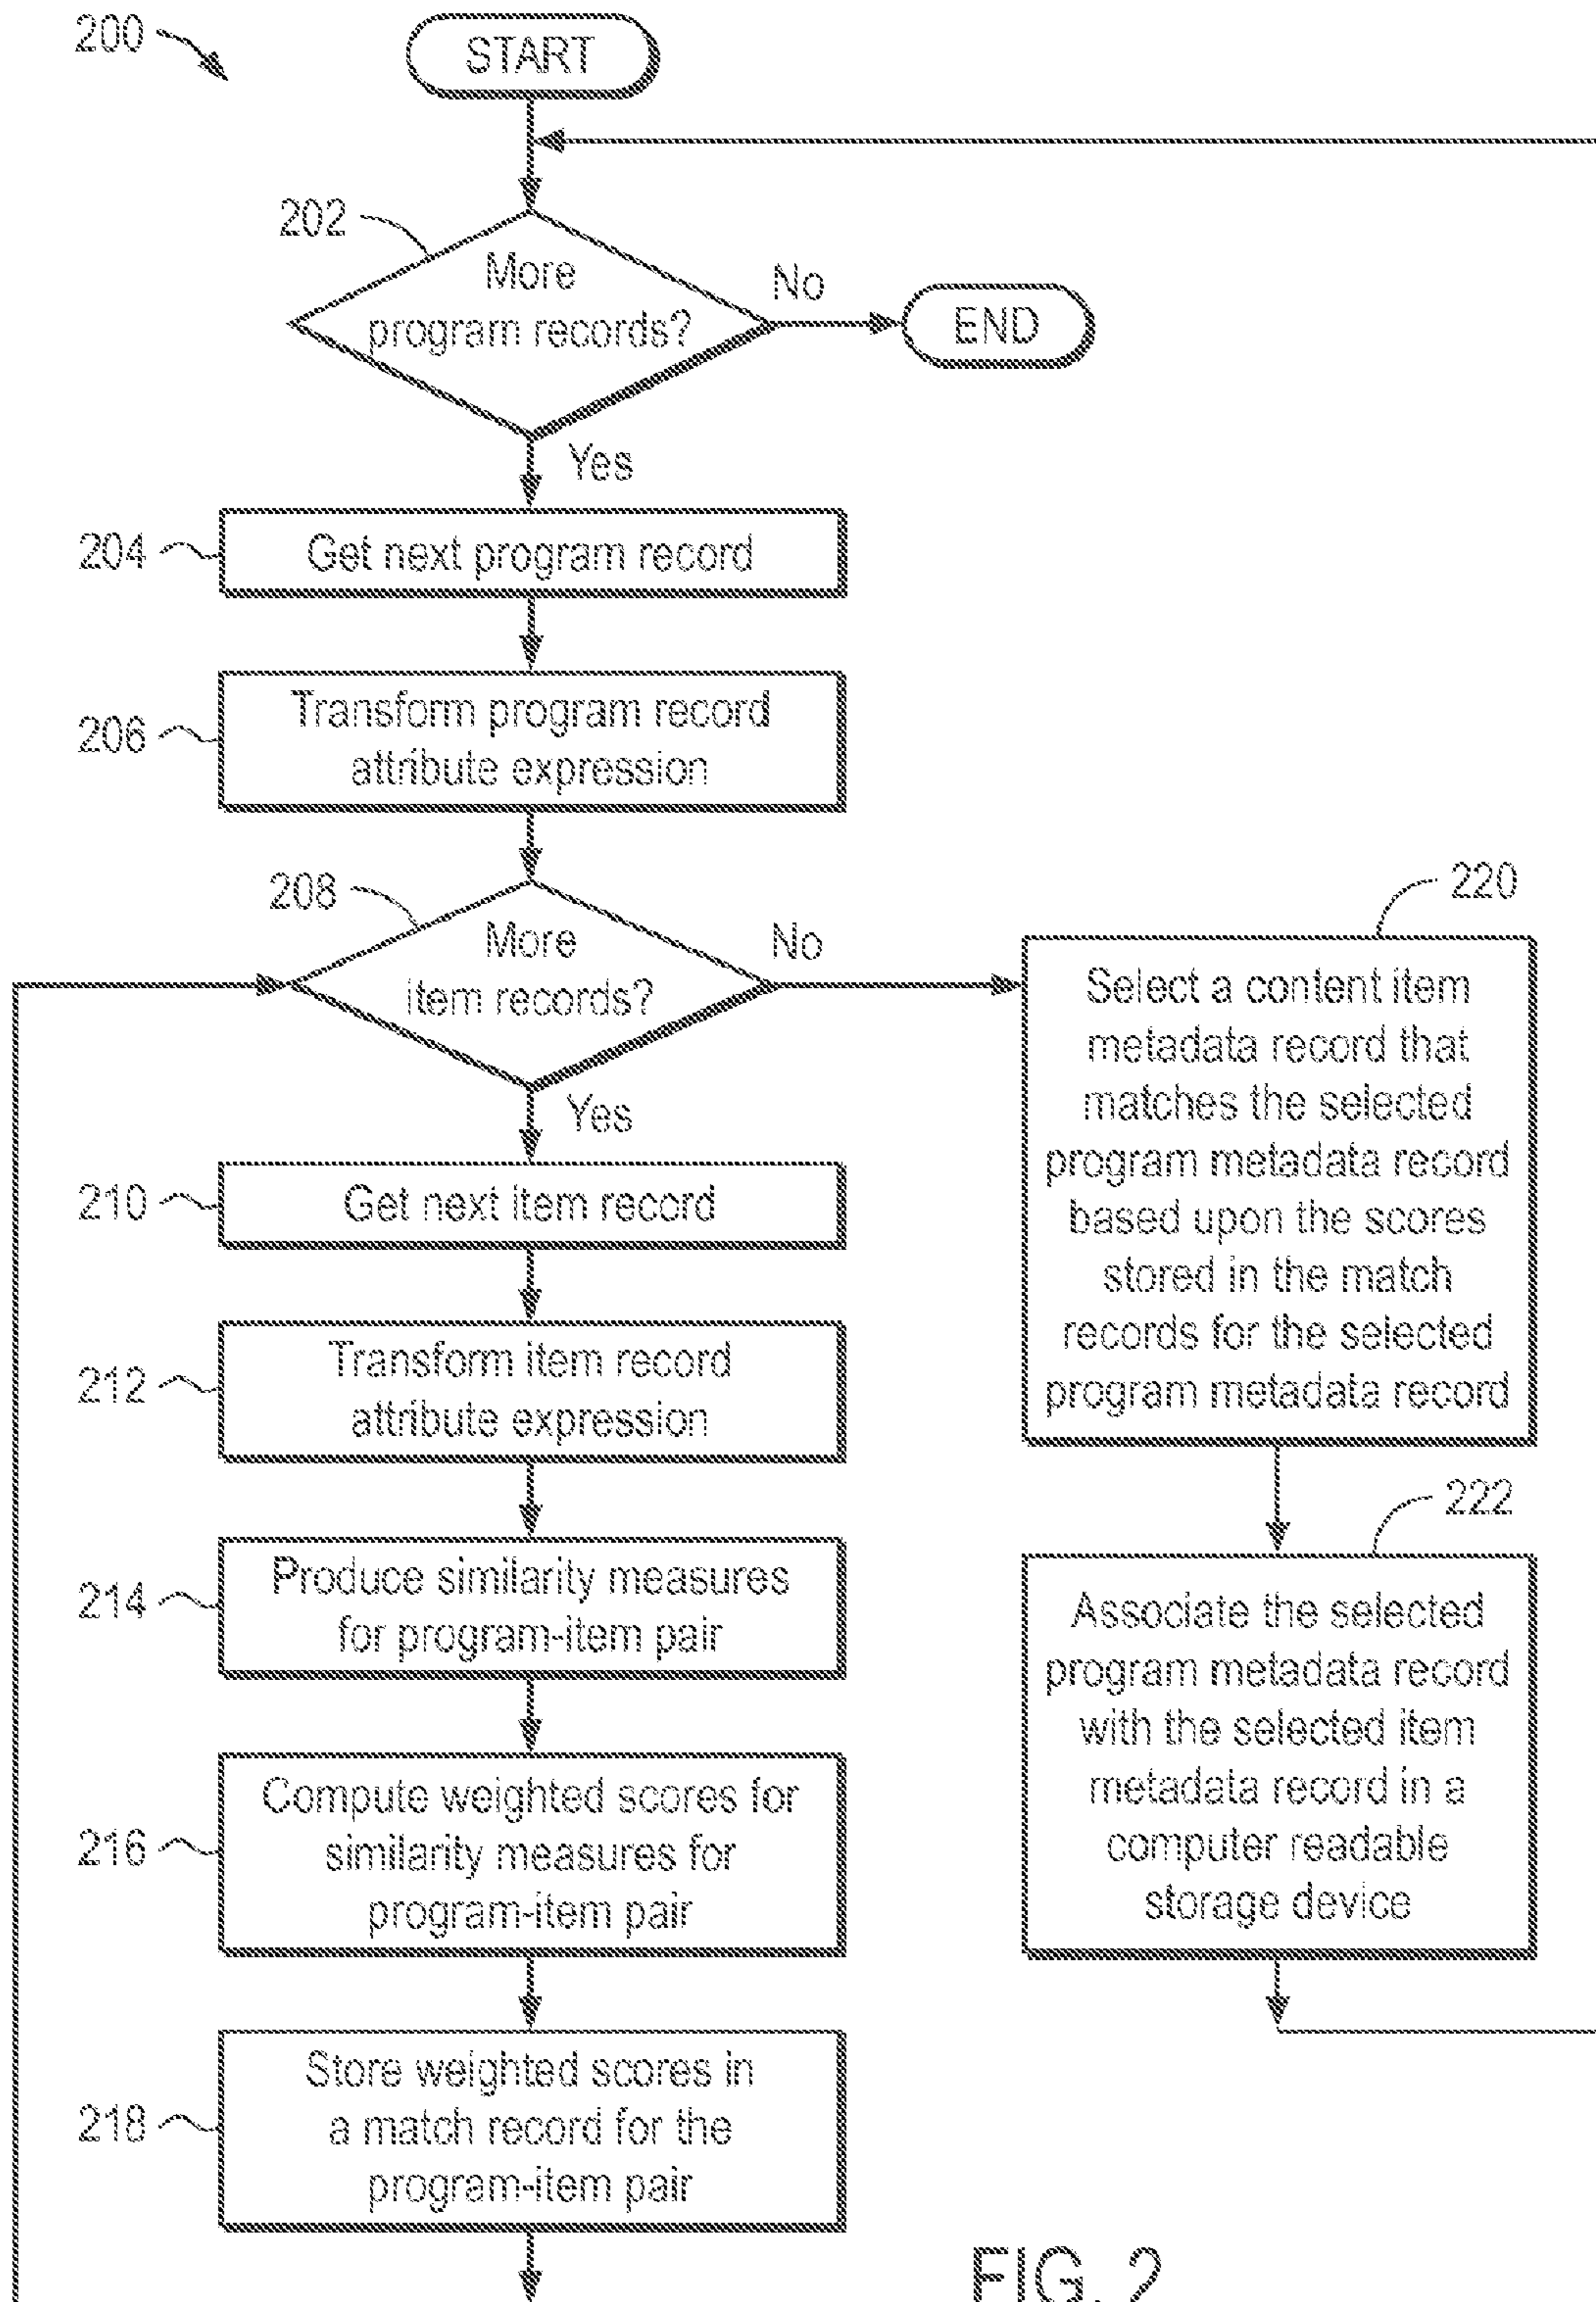 200
START
202
More
program records?
No
END
Yes
204
Get next program record
206
Transform program record
attribute expression
208
More
item records?
No
Yes
210
Get next item record
212
Transform item record
attribute expression
214
Produce similarity measures
for program-item pair
216
Compute weighted scores for
similarity measures for
program-item pair
218
Store weighted scores in
a match record for the
program-item pair
220
Select a content item
metadata record that
matches the selected
program metadata record
based upon the scores
stored in the match
records for the selected
program metadata record
222
Associate the selected
program metadata record
with the selected item
metadata record in a
computer readable
storage device
FIG. 2